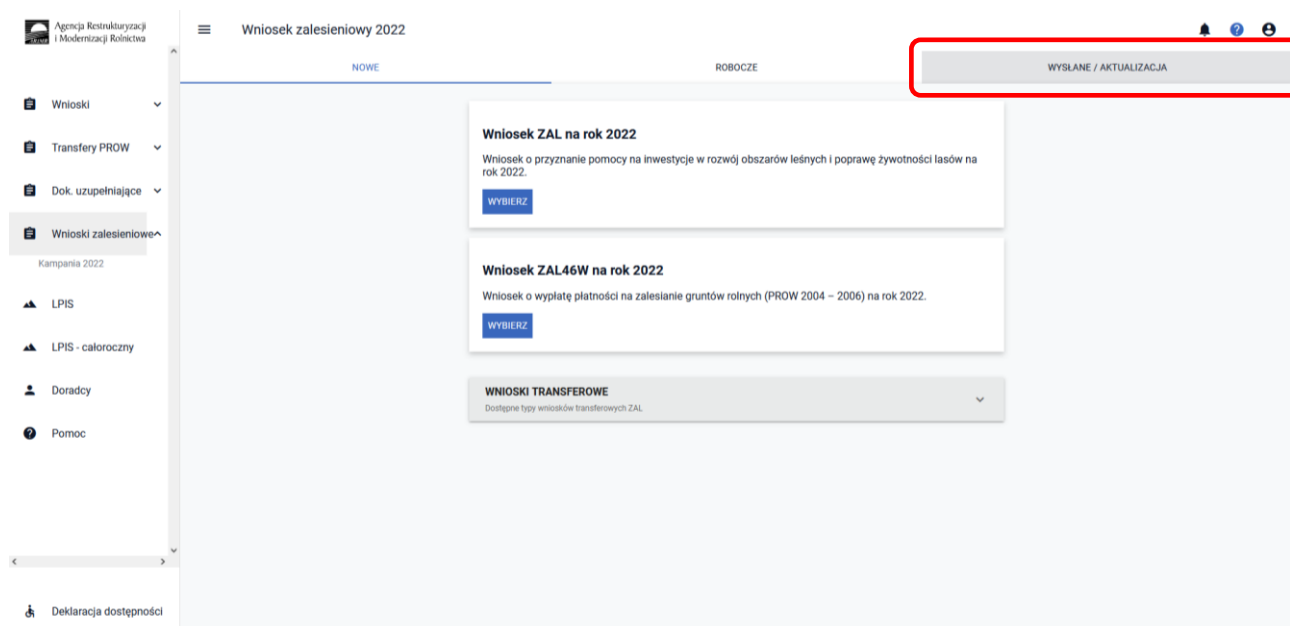 Agencja Restrukturyzacji
i Modernizacji Rolnictwa
Wniosek zalesieniowy 2022
NOWE
ROBOCZE
WYSŁANE / AKTUALIZACJA
Wnioski
Transfery PROW
Dok. uzupełniające
Wnioski zalesieniowe
Kampania 2022
LPIS
LPIS - całoroczny
Doradcy
Pomoc
Deklaracja dostępności
Wniosek ZAL na rok 2022
Wniosek o przyznanie pomocy na inwestycje w rozwój obszarów leśnych i poprawę żywotności lasów na
rok 2022.
WYBIERZ
Wniosek ZAL46W na rok 2022
Wniosek o wypłatę płatności na zalesianie gruntów rolnych (PROW 2004 – 2006) na rok 2022.
WYBIERZ
WNIOSKI TRANSFEROWE
Dostępne typy wniosków transferowych ZAL